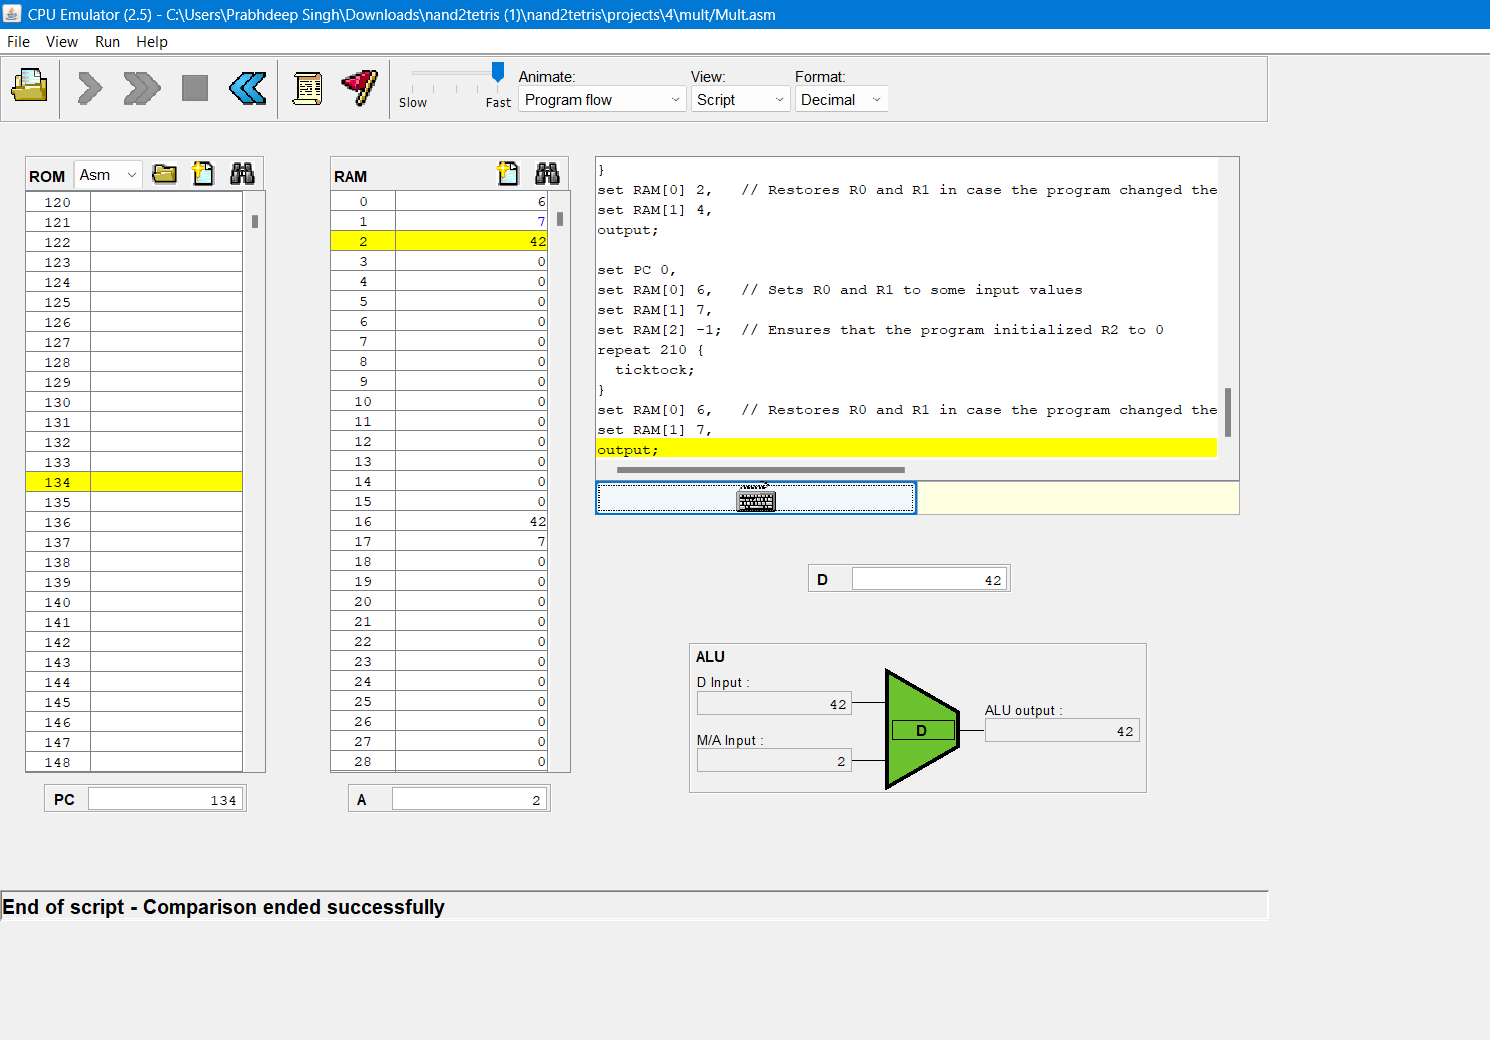 CPU Emulator (2.5) - C:\Users\Prabhdeep Singh\Downloads\nand2tetris (1)\nand2tetris\projects\4\mult/Mult.asm
File View Run Help
Slow Fast
Animate:
Program flow
View:
Script
Format:
Decimal
ROM Asm
120
121
122
123
124
125
126
127
128
129
130
131
132
133
134
135
136
137
138
139
140
141
142
143
144
145
146
147
148
PC 134
RAM
0 6
1 7
2 42
3 0
4 0
5 0
6 0
7 0
8 0
9 0
10 0
11 0
12 0
13 0
14 0
15 0
16 42
17 7
18 0
19 0
20 0
21 0
22 0
23 0
24 0
25 0
26 0
27 0
28 0
A 2
}
set RAM[0] 2,   // Restores R0 and R1 in case the program changed the
set RAM[1] 4,
output;
set PC 0,
set RAM[0] 6,   // Sets R0 and R1 to some input values
set RAM[1] 7,
set RAM[2] -1;  // Ensures that the program initialized R2 to 0
repeat 210 {
  ticktock;
}
set RAM[0] 6,   // Restores R0 and R1 in case the program changed the
set RAM[1] 7,
output;
D 42
ALU
D Input :
42
M/A Input :
2
D
ALU output :
42
End of script - Comparison ended successfully